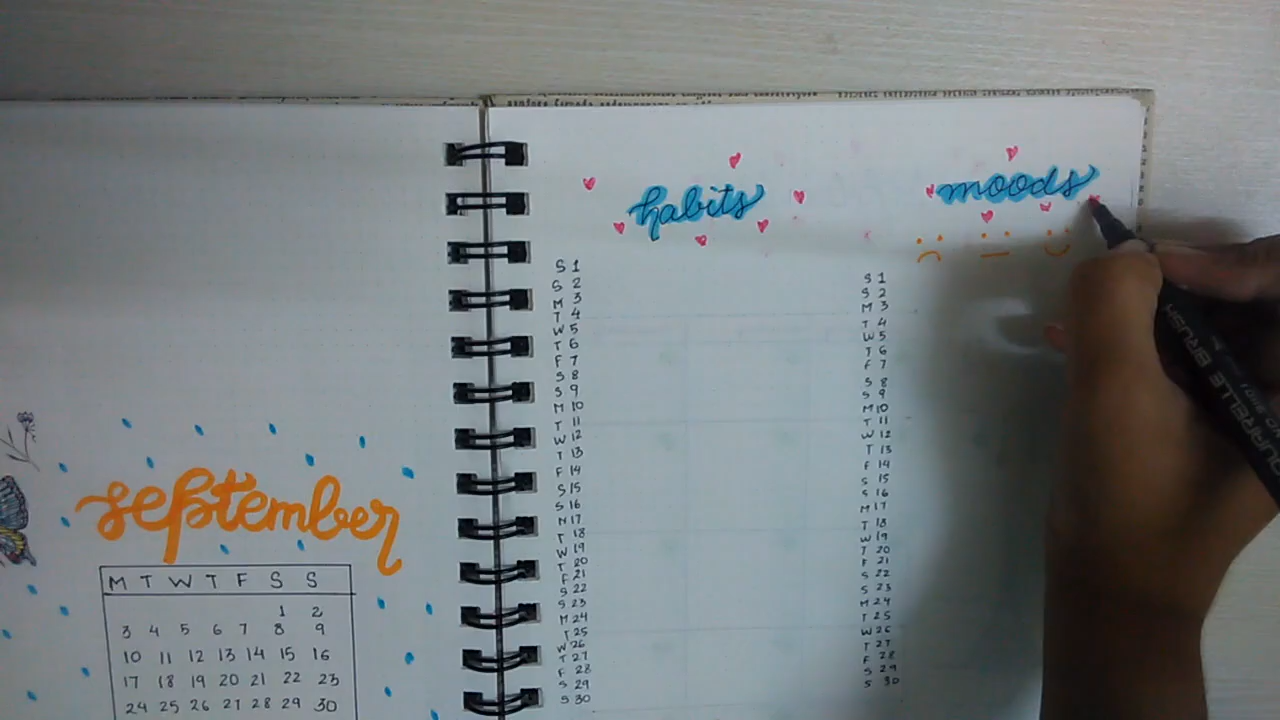 september
M T W T F S S
1 2
3 4 5 6 7 8 9
10 11 12 13 14 15 16
17 18 19 20 21 22 23
24 25 26 27 28 29 30
habits
S 1
S 2
M 3
T 4
W 5
T 6
F 7
S 8
S 9
M 10
T 11
W 12
T 13
F 14
S 15
S 16
M 17
T 18
W 19
T 20
F 21
S 22
S 23
M 24
T 25
W 26
T 27
F 28
S 29
S 30
moods
S 1
S 2
M 3
T 4
W 5
T 6
F 7
S 8
S 9
M 10
T 11
W 12
T 13
F 14
S 15
S 16
M 17
T 18
W 19
T 20
F 21
S 22
S 23
M 24
T 25
W 26
T 27
F 28
S 29
S 30
QUARRELLE BRUSH